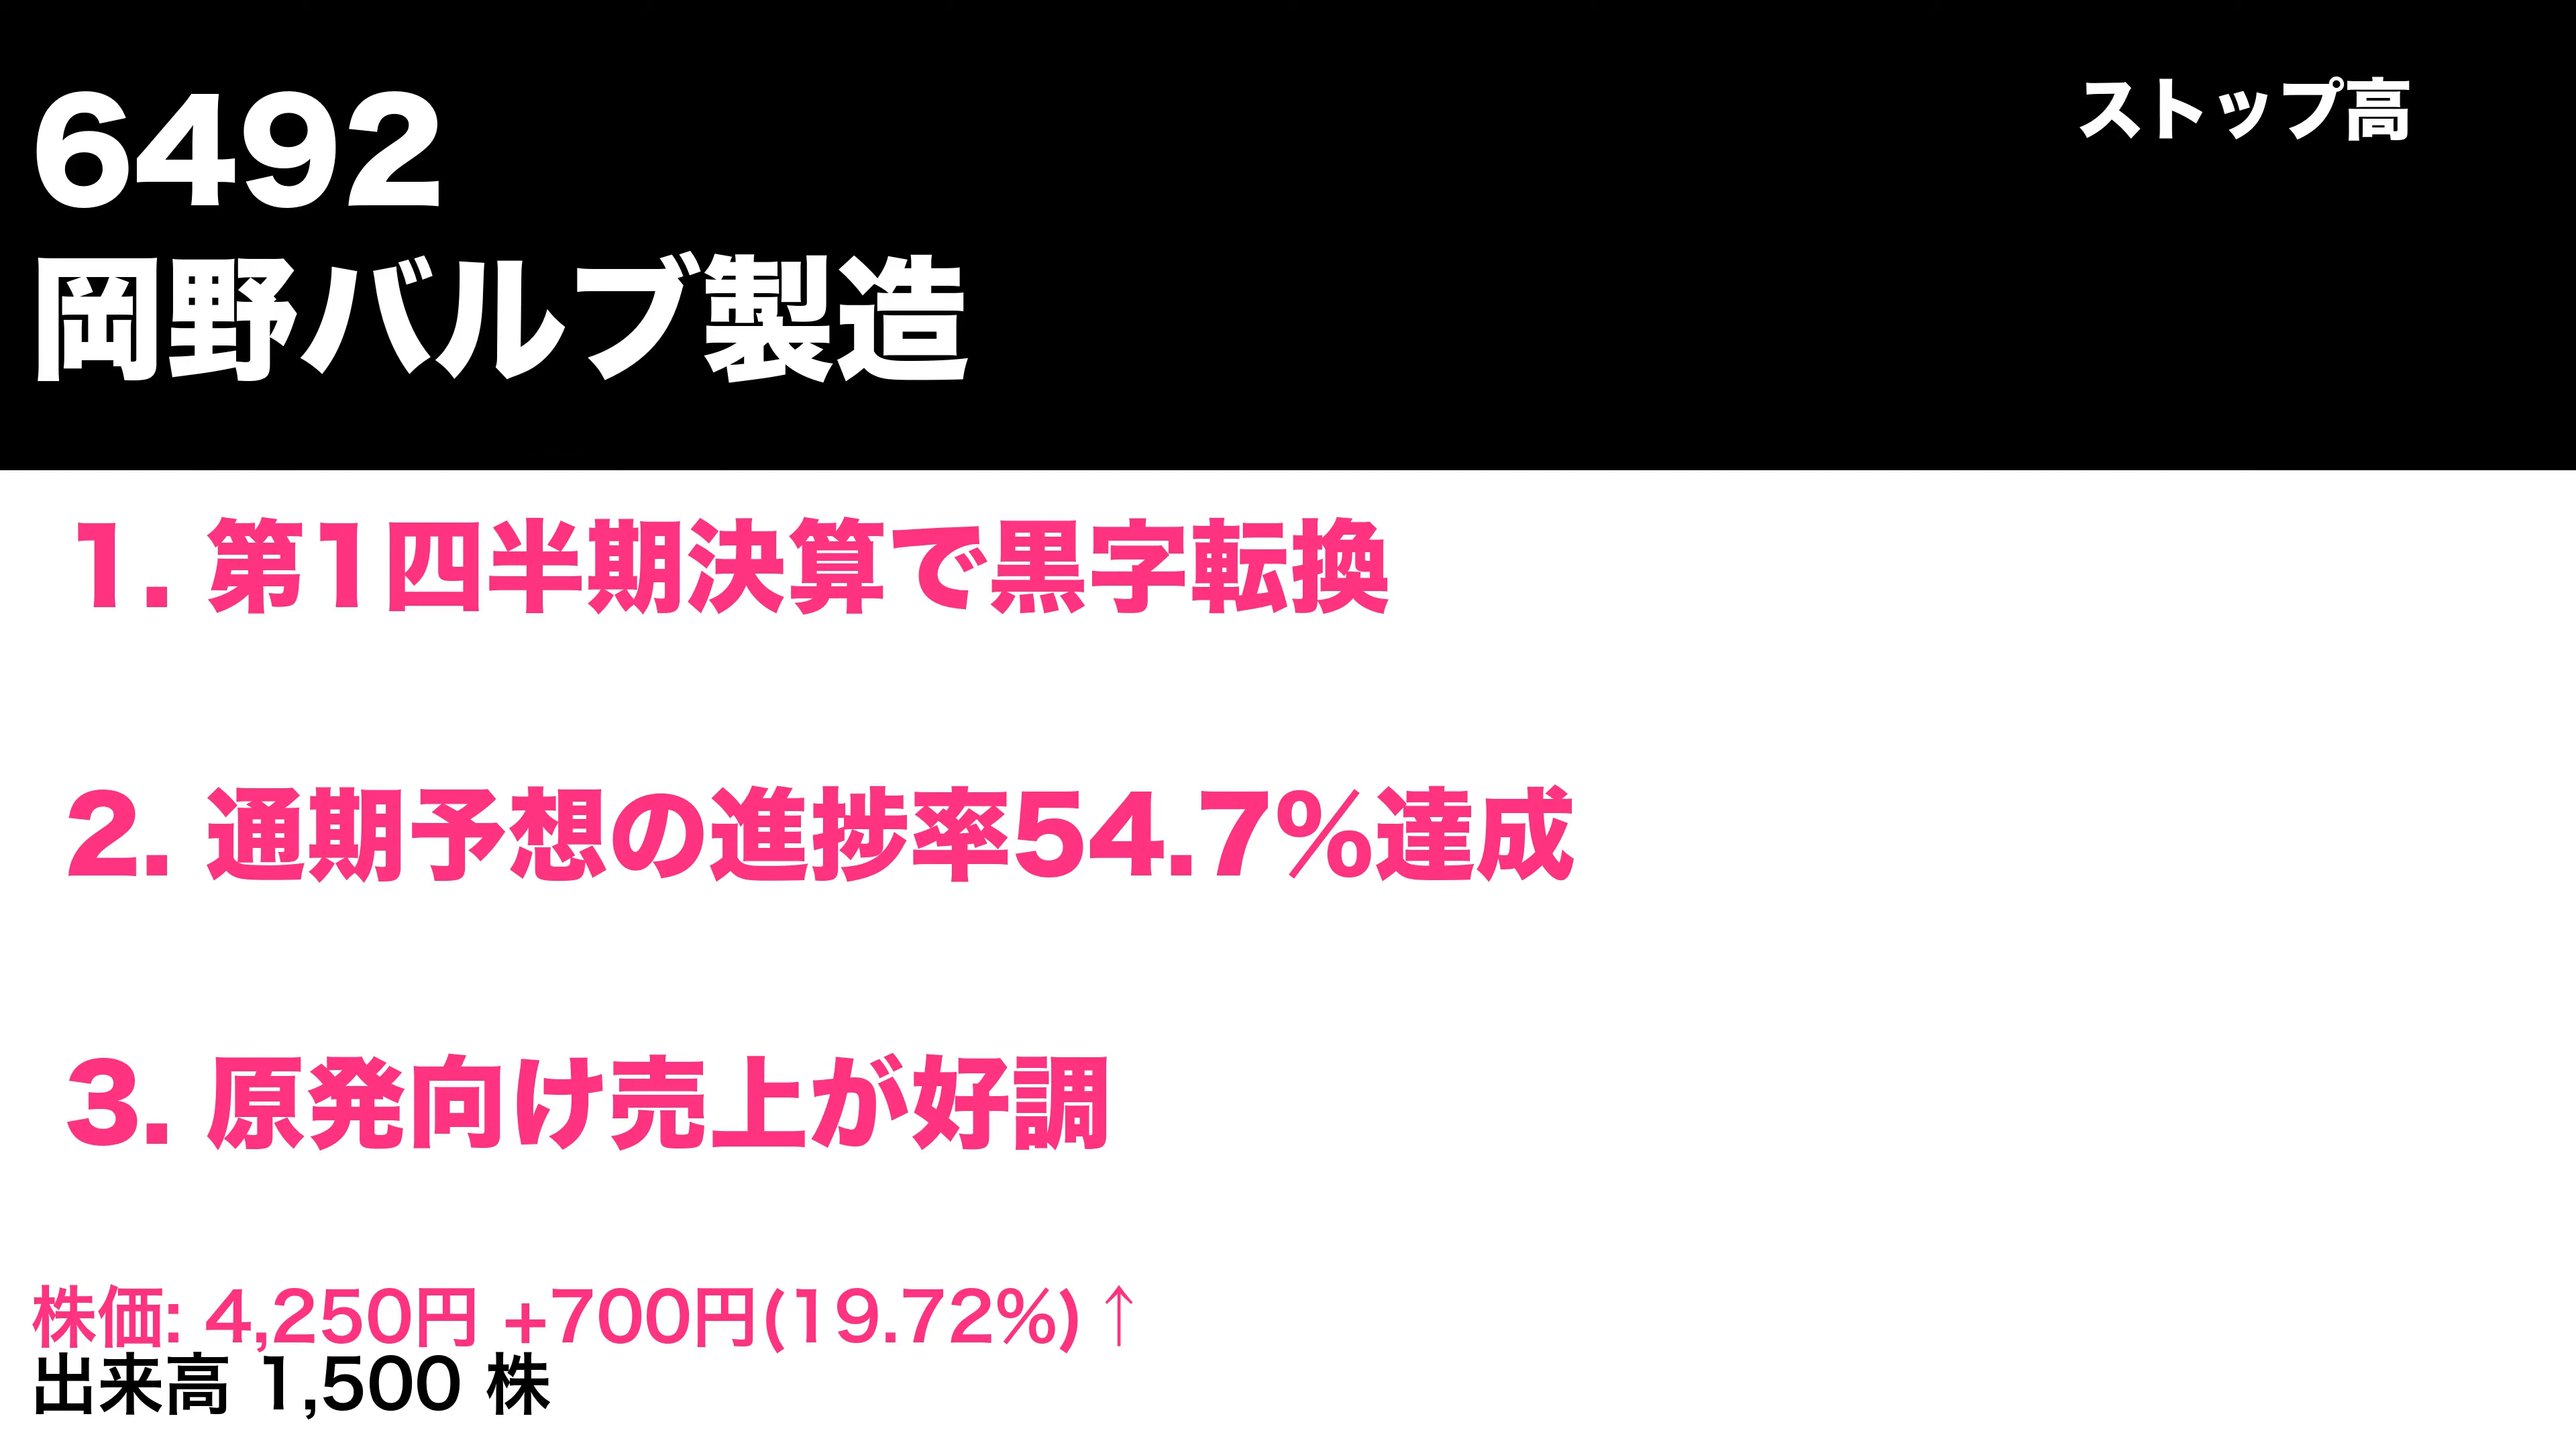 6492
ストップ高
岡野バルブ製造
1. 第1四半期決算で黒字転換
2. 通期予想の進捗率54.7%達成
3. 原発向け売上が好調
株価: 4,250円 +700円(19.72%)↑
出来高 1,500 株